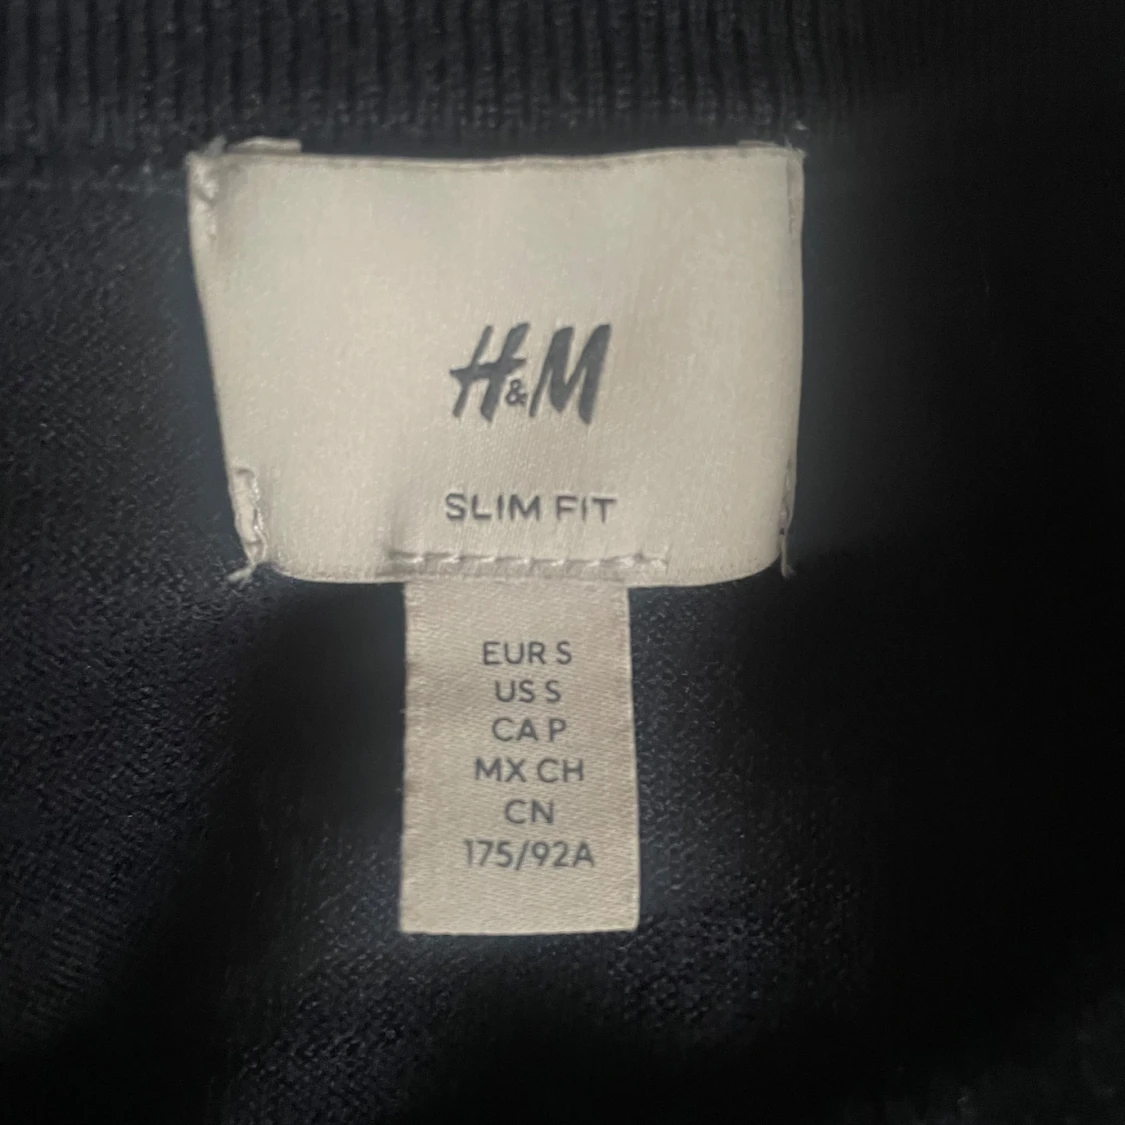 H&M
SLIM FIT
EUR S
US S
CA P
MX CH
CN
175/92A